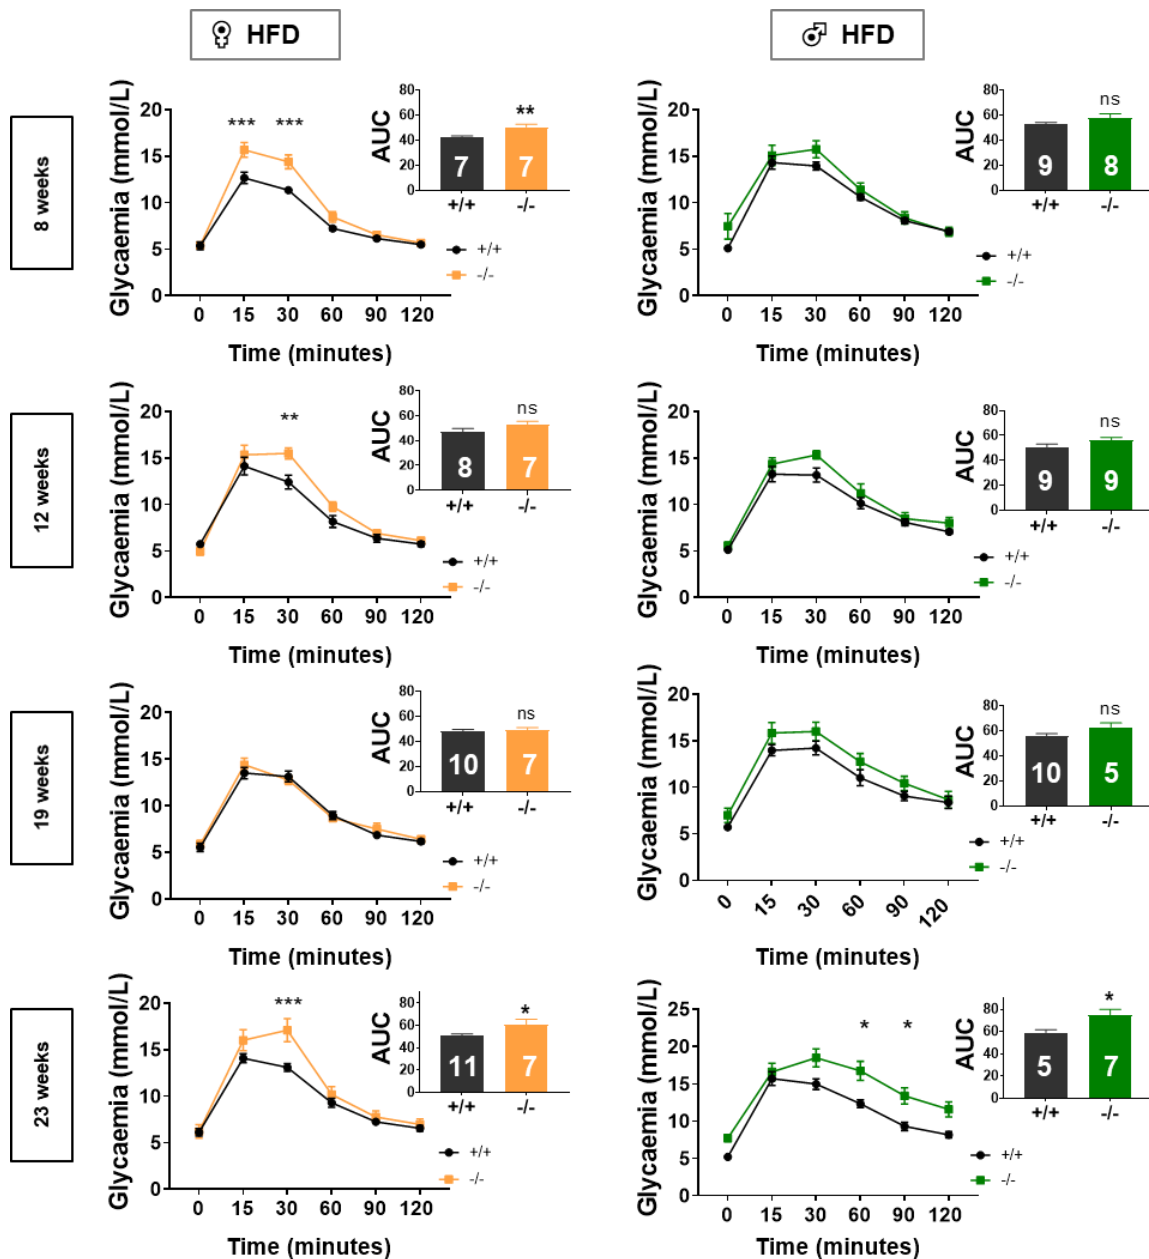 ♀ HFD
♂ HFD
8 weeks
Glycaemia (mmol/L)
20
15
10
5
0
*** ***
0 15 30 60 90 120
Time (minutes)
AUC
80
60
40
20
0
**
7 7
+/+ -/-
+/+
-/-
Glycaemia (mmol/L)
20
15
10
5
0
0 15 30 60 90 120
Time (minutes)
AUC
80
60
40
20
0
ns
9 8
+/+ -/-
+/+
-/-
12 weeks
Glycaemia (mmol/L)
20
15
10
5
0
**
0 15 30 60 90 120
Time (minutes)
AUC
80
60
40
20
0
ns
8 7
+/+ -/-
+/+
-/-
Glycaemia (mmol/L)
20
15
10
5
0
0 15 30 60 90 120
Time (minutes)
AUC
80
60
40
20
0
ns
9 9
+/+ -/-
+/+
-/-
19 weeks
Glycaemia (mmol/L)
20
15
10
5
0
0 15 30 60 90 120
Time (minutes)
AUC
80
60
40
20
0
ns
10 7
+/+ -/-
+/+
-/-
Glycaemia (mmol/L)
20
15
10
5
0
0 15 30 60 90 120
Time (minutes)
AUC
80
60
40
20
0
ns
10 5
+/+ -/-
+/+
-/-
23 weeks
Glycaemia (mmol/L)
20
15
10
5
0
***
0 15 30 60 90 120
Time (minutes)
AUC
80
60
40
20
0
*
11 7
+/+ -/-
+/+
-/-
Glycaemia (mmol/L)
25
20
15
10
5
0
* *
0 15 30 60 90 120
Time (minutes)
AUC
80
60
40
20
0
*
5 7
+/+ -/-
+/+
-/-